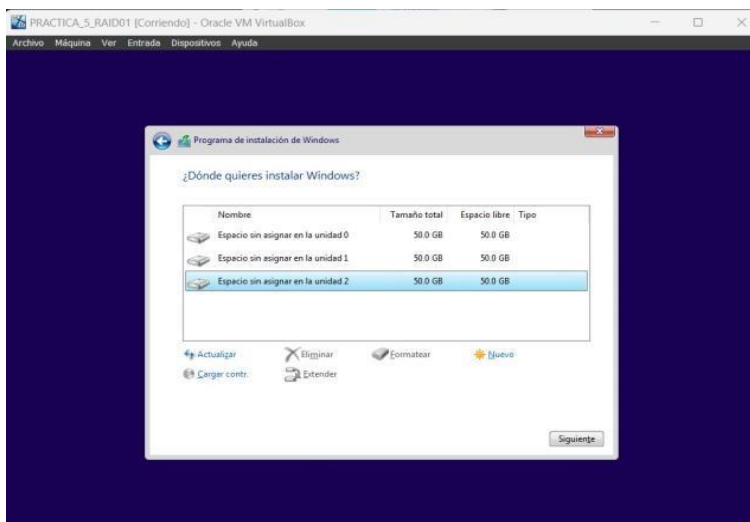 PRACTICA_5_RAID01 [Corriendo] - Oracle VM VirtualBox
Archivo Máquina Ver Entrada Dispositivos Ayuda
Programa de instalación de Windows
¿Dónde quieres instalar Windows?
Nombre Tamaño total Espacio libre Tipo
Espacio sin asignar en la unidad 0 50.0 GB 50.0 GB
Espacio sin asignar en la unidad 1 50.0 GB 50.0 GB
Espacio sin asignar en la unidad 2 50.0 GB 50.0 GB
Actualizar Eliminar Formatear Nuevo
Cargar contr. Extender
Siguiente